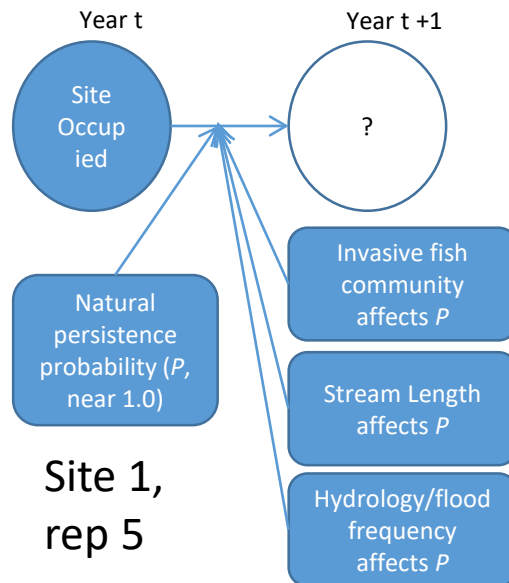 Year t
Year t +1
Site
Occup
ied
?
Natural
persistence
probability (P,
near 1.0)
Invasive fish
community
affects P
Stream Length
affects P
Hydrology/flood
frequency
affects P
Site 1,
rep 5